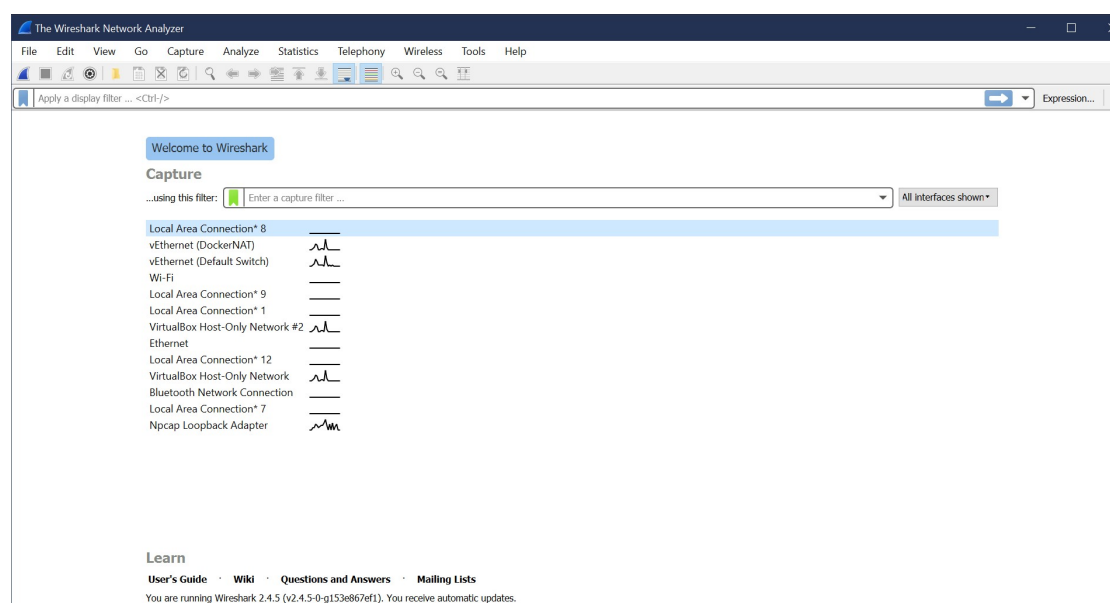 The Wireshark Network Analyzer
File Edit View Go Capture Analyze Statistics Telephony Wireless Tools Help
Apply a display filter ... <Ctrl-/>
Expression...
Welcome to Wireshark
Capture
...using this filter:
Enter a capture filter ...
All interfaces shown
Local Area Connection* 8
vEthernet (DockerNAT)
vEthernet (Default Switch)
Wi-Fi
Local Area Connection* 9
Local Area Connection* 1
VirtualBox Host-Only Network #2
Ethernet
Local Area Connection* 12
VirtualBox Host-Only Network
Bluetooth Network Connection
Local Area Connection* 7
Npcap Loopback Adapter
Learn
User's Guide · Wiki · Questions and Answers · Mailing Lists
You are running Wireshark 2.4.5 (v2.4.5-0-g153e867ef1). You receive automatic updates.